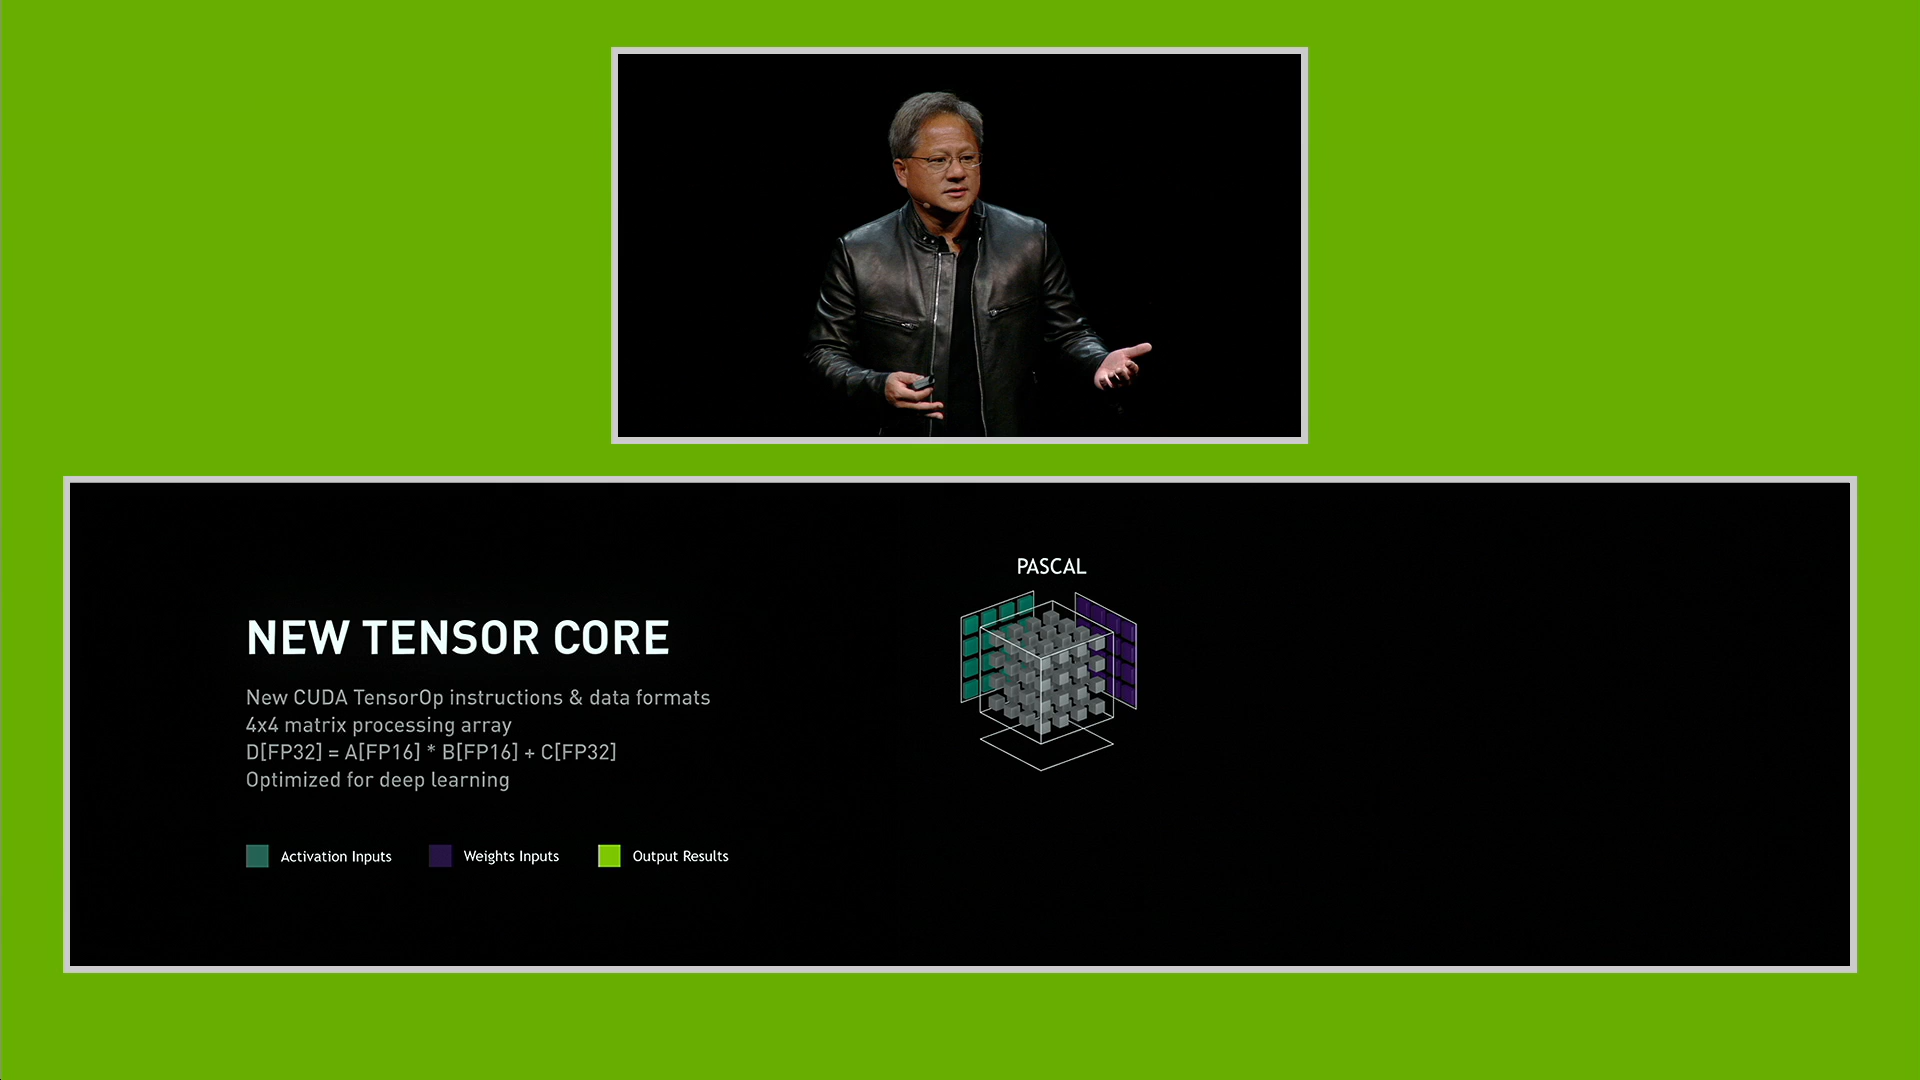 PASCAL
NEW TENSOR CORE
New CUDA TensorOp instructions & data formats
4x4 matrix processing array
D[FP32] = A[FP16] * B[FP16] + C[FP32]
Optimized for deep learning
Activation Inputs
Weights Inputs
Output Results